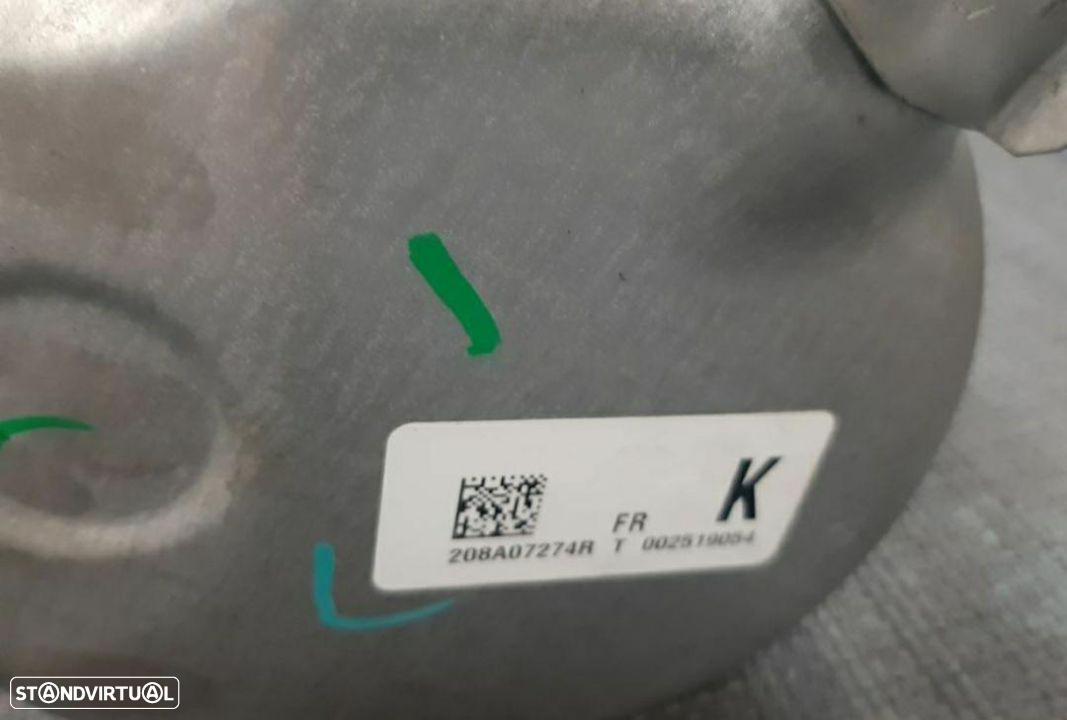 K
FR
208A07274R T 002519054
STANDVIRTUAL